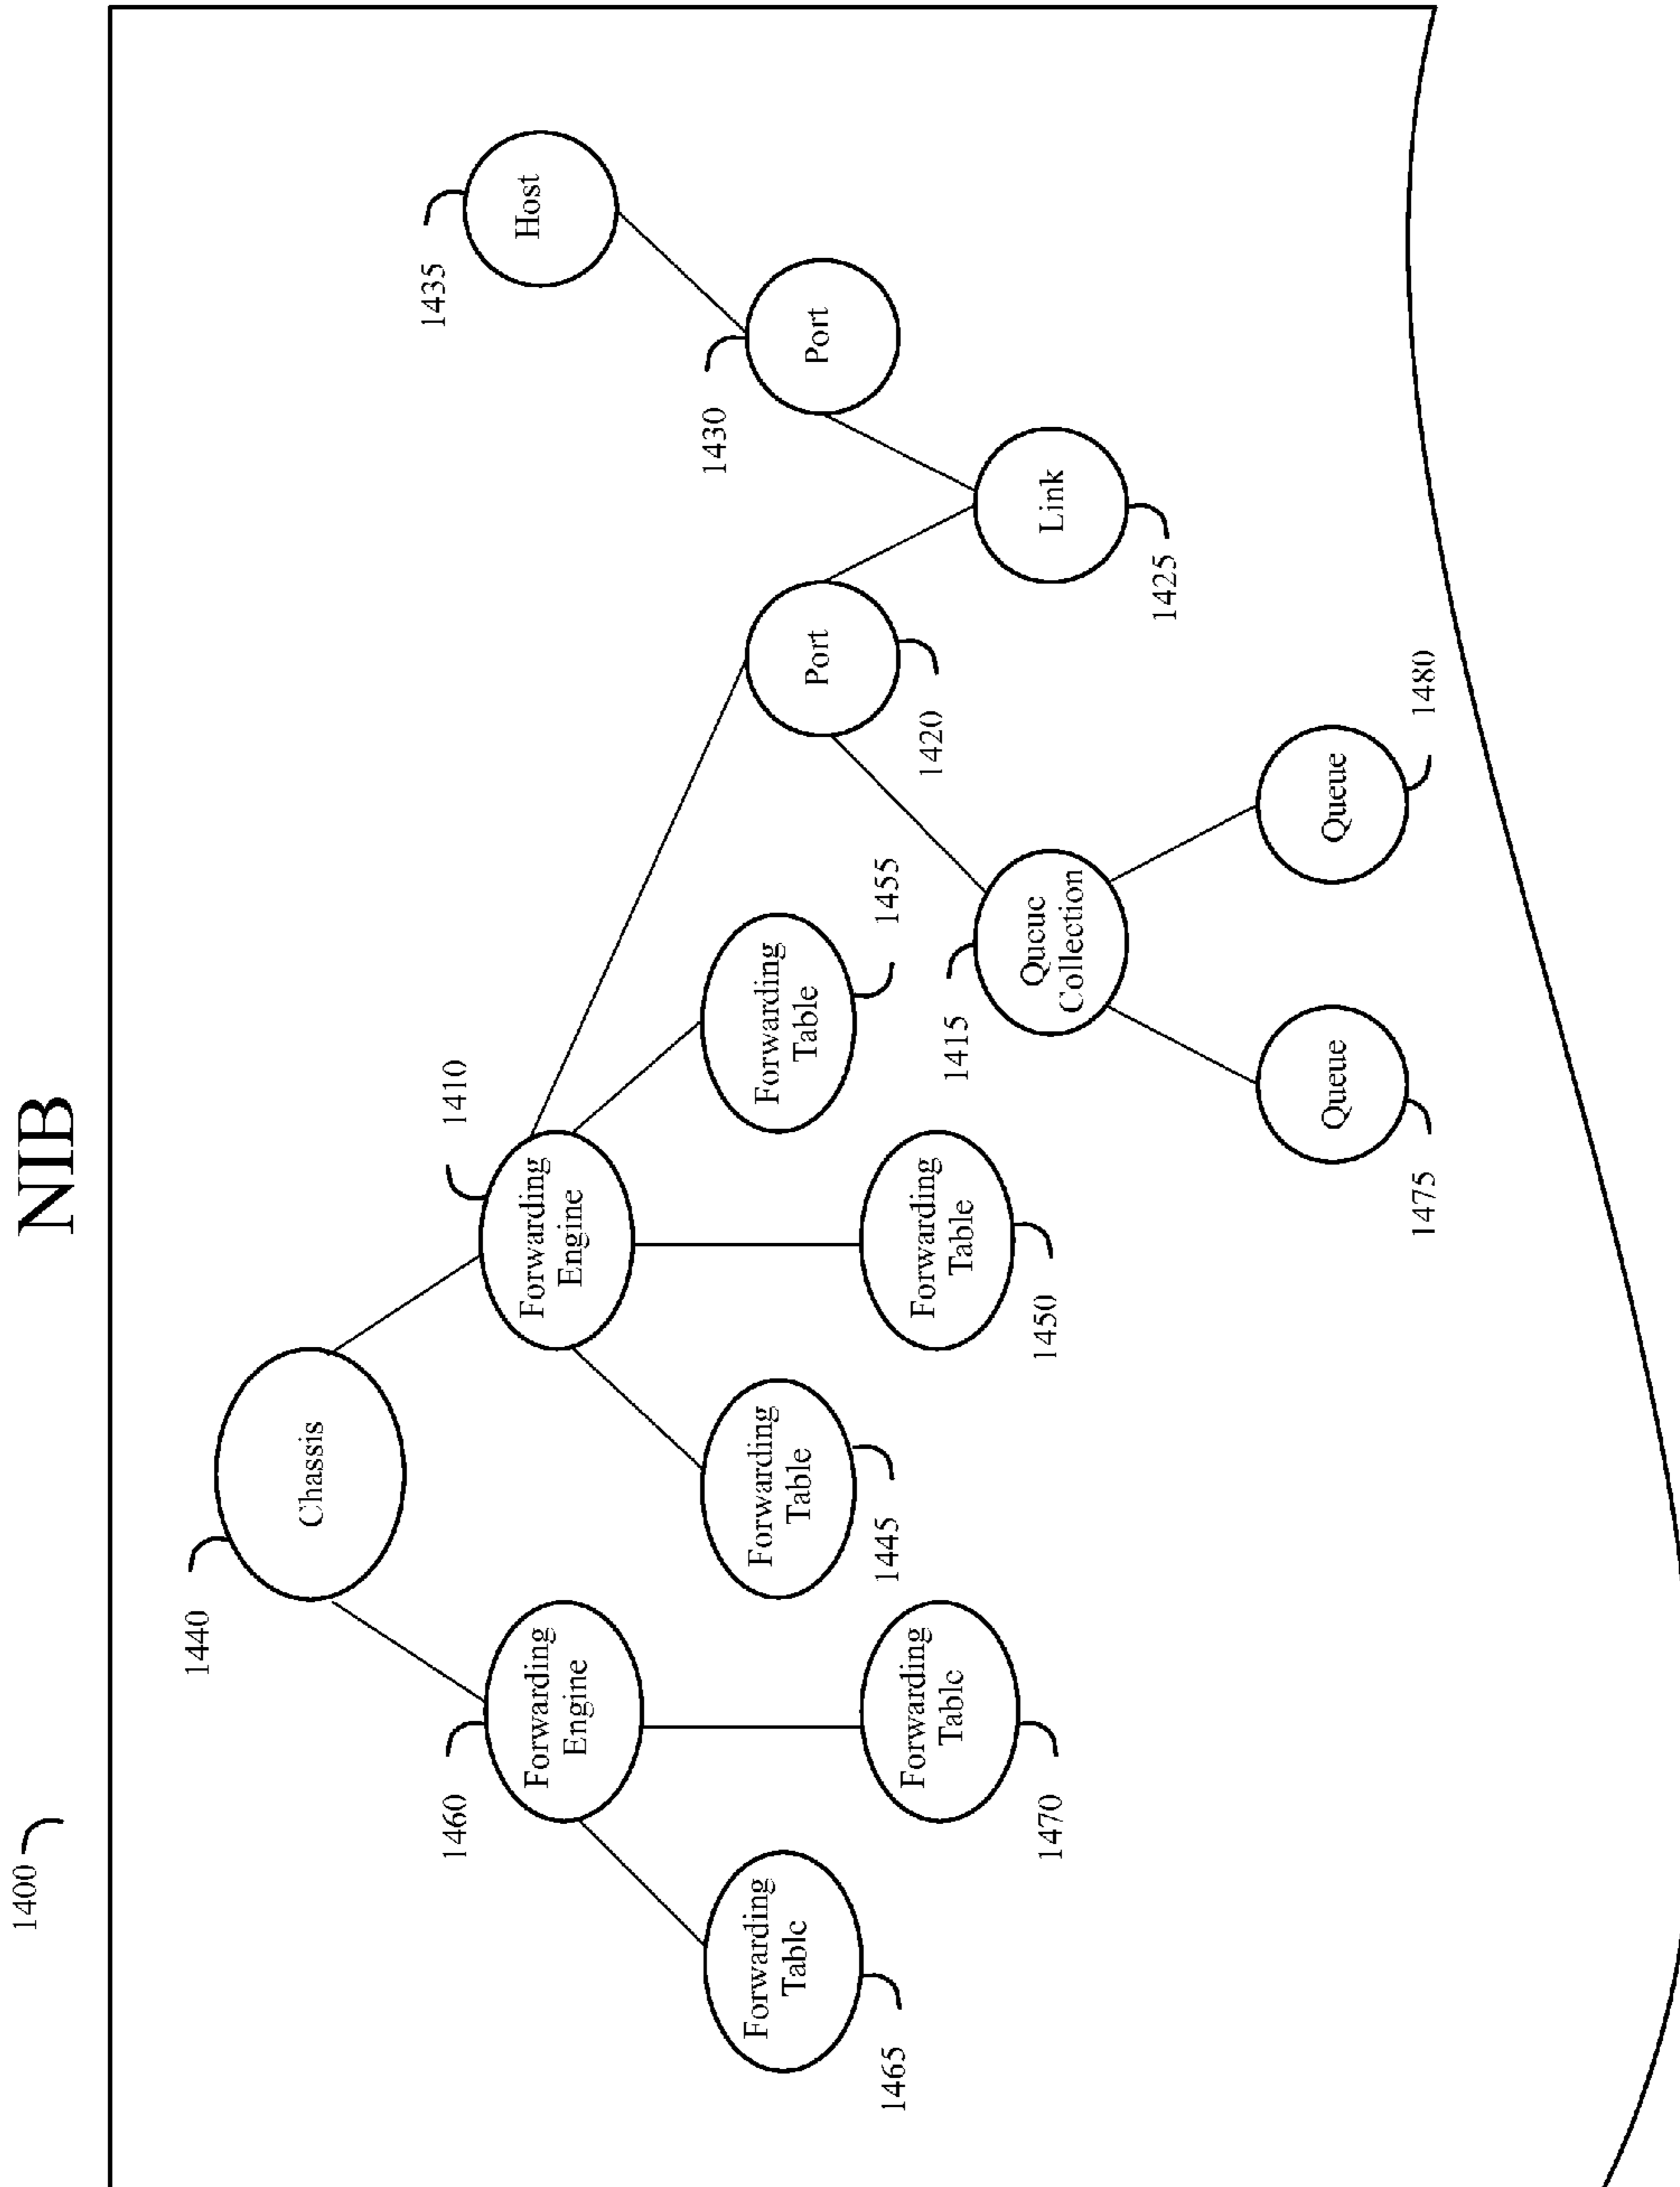 NIB
1400
1440
Chassis
1435
Host
1460
Forwarding
Engine
1410
Forwarding
Engine
1430
Port
1465
Forwarding
Table
1445
Forwarding
Table
1455
Forwarding
Table
1420
Port
1470
Forwarding
Table
1450
Forwarding
Table
1415
Queue
Collection
1425
Link
1475
Queue
1480
Queue